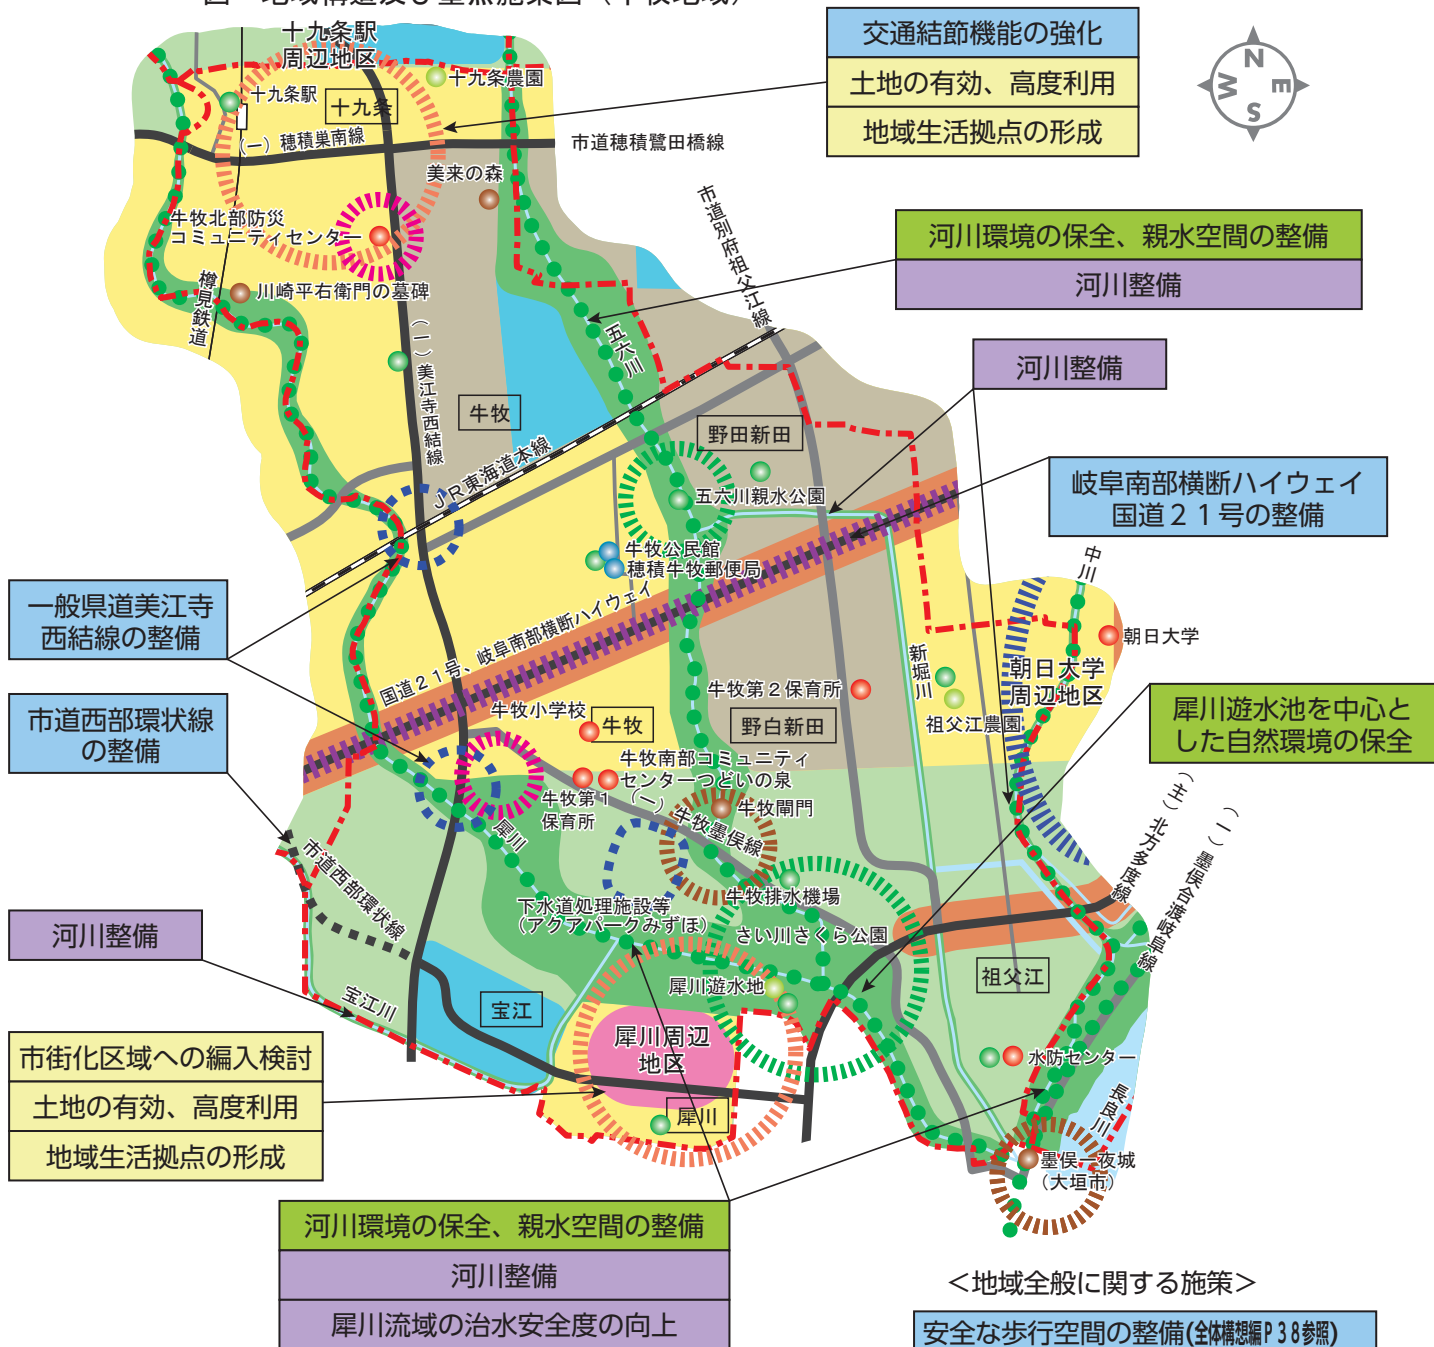 図　地域構造及び重点施策図（牛牧地域）
十九条駅
周辺地区
交通結節機能の強化
土地の有効、高度利用
地域生活拠点の形成
N
W
E
S
十九条農園
十九条駅
十九条
（一）穂積巣南線
市道穂積鷺田橋線
美来の森
市道別府祖父江線
牛牧北部防災
コミュニティセンター
河川環境の保全、親水空間の整備
河川整備
樽見鉄道
川崎平右衛門の墓碑
（一）美江寺西結線
五六川
河川整備
牛牧
野田新田
ＪＲ東海道本線
五六川親水公園
岐阜南部横断ハイウェイ
国道２１号の整備
牛牧公民館
穂積牛牧郵便局
中川
一般県道美江寺
西結線の整備
国道２１号、岐阜南部横断ハイウェイ
朝日大学
新堀川
朝日大学
周辺地区
市道西部環状線
の整備
牛牧第２保育所
祖父江農園
犀川遊水池を中心と
した自然環境の保全
牛牧小学校
牛牧
野白新田
牛牧南部コミュニティ
センターつどいの泉
牛牧第１
保育所
（一）牛牧墨俣線
牛牧閘門
（主）北方多度線
（一）墨俣合渡岐阜線
犀川
市道西部環状線
牛牧排水機場
下水道処理施設等
（アクアパークみずほ）
さい川さくら公園
河川整備
祖父江
犀川遊水地
宝江川
宝江
犀川周辺
地区
水防センター
市街化区域への編入検討
土地の有効、高度利用
地域生活拠点の形成
長良川
犀川
墨俣一夜城
（大垣市）
河川環境の保全、親水空間の整備
河川整備
犀川流域の治水安全度の向上
＜地域全般に関する施策＞
安全な歩行空間の整備(全体構想編Ｐ３８参照)